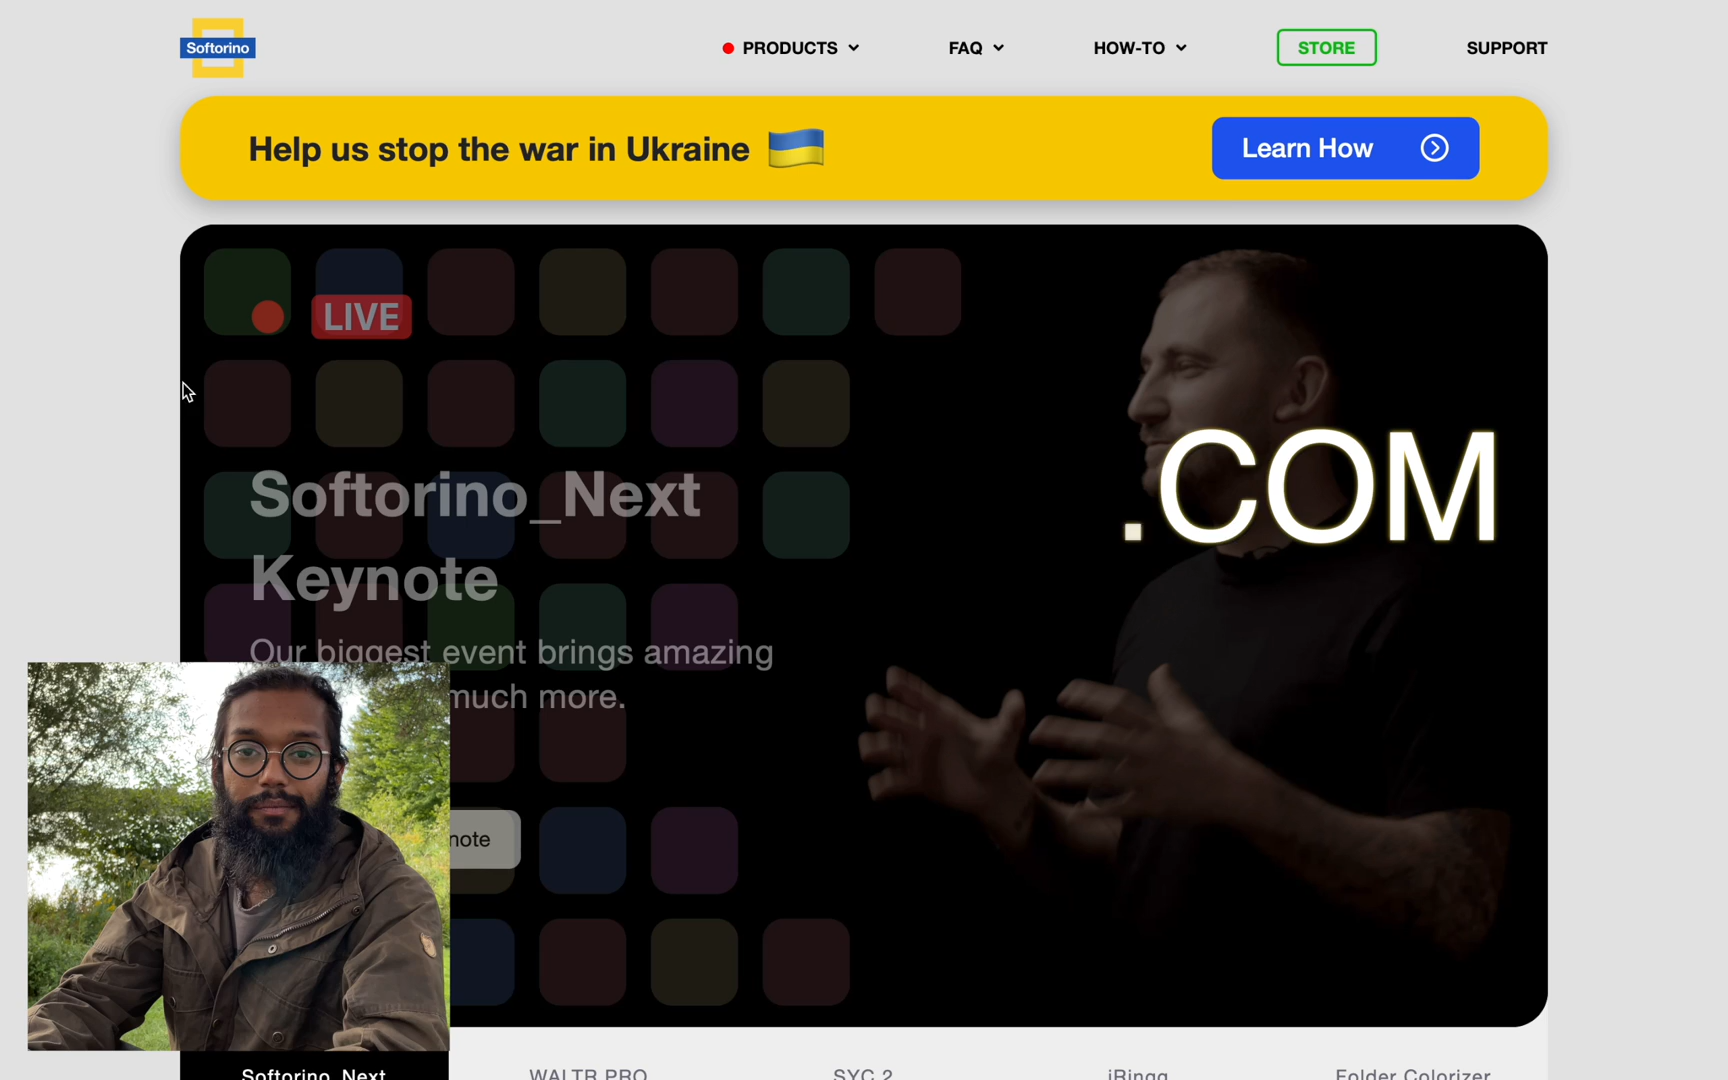 Softorino
PRODUCTS
FAQ
HOW-TO
STORE
SUPPORT
Help us stop the war in Ukraine
Learn How
LIVE
.COM
Softorino_Next
Keynote
Our biggest event brings amazing
much more.
note
Softorino_Next
WALTR PRO
SYC 2
iRingg
Folder Colorizer